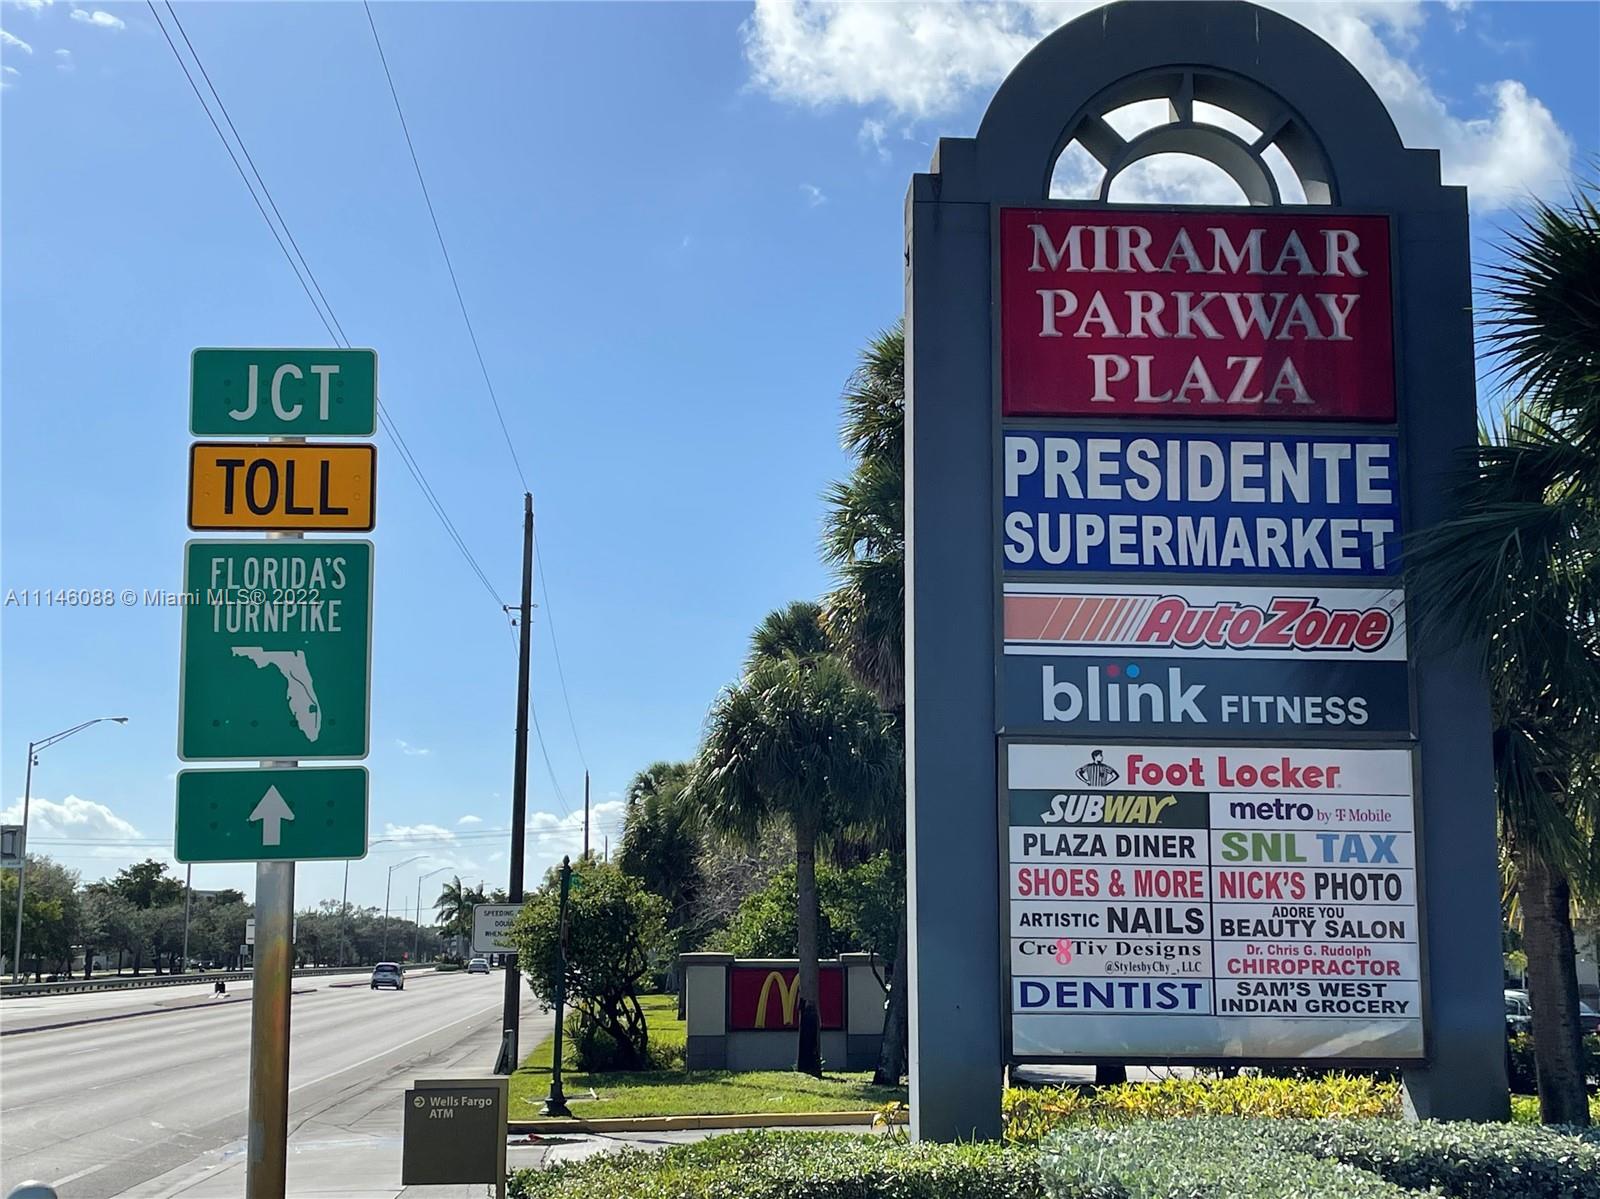 JCT
TOLL
FLORIDA'S
TURNPIKE
A11146088 © Miami MLS® 2022
MIRAMAR
PARKWAY
PLAZA
PRESIDENTE
SUPERMARKET
AutoZone
blink FITNESS
Foot Locker
SUBWAY
metro by T Mobile
PLAZA DINER
SNL TAX
SHOES & MORE
NICK'S PHOTO
ARTISTIC NAILS
ADORE YOU
BEAUTY SALON
Cre8Tiv Designs
@StylesbyChy_, LLC
Dr. Chris G. Rudolph
CHIROPRACTOR
DENTIST
SAM'S WEST
INDIAN GROCERY
SPEEDING
Wells Fargo
ATM